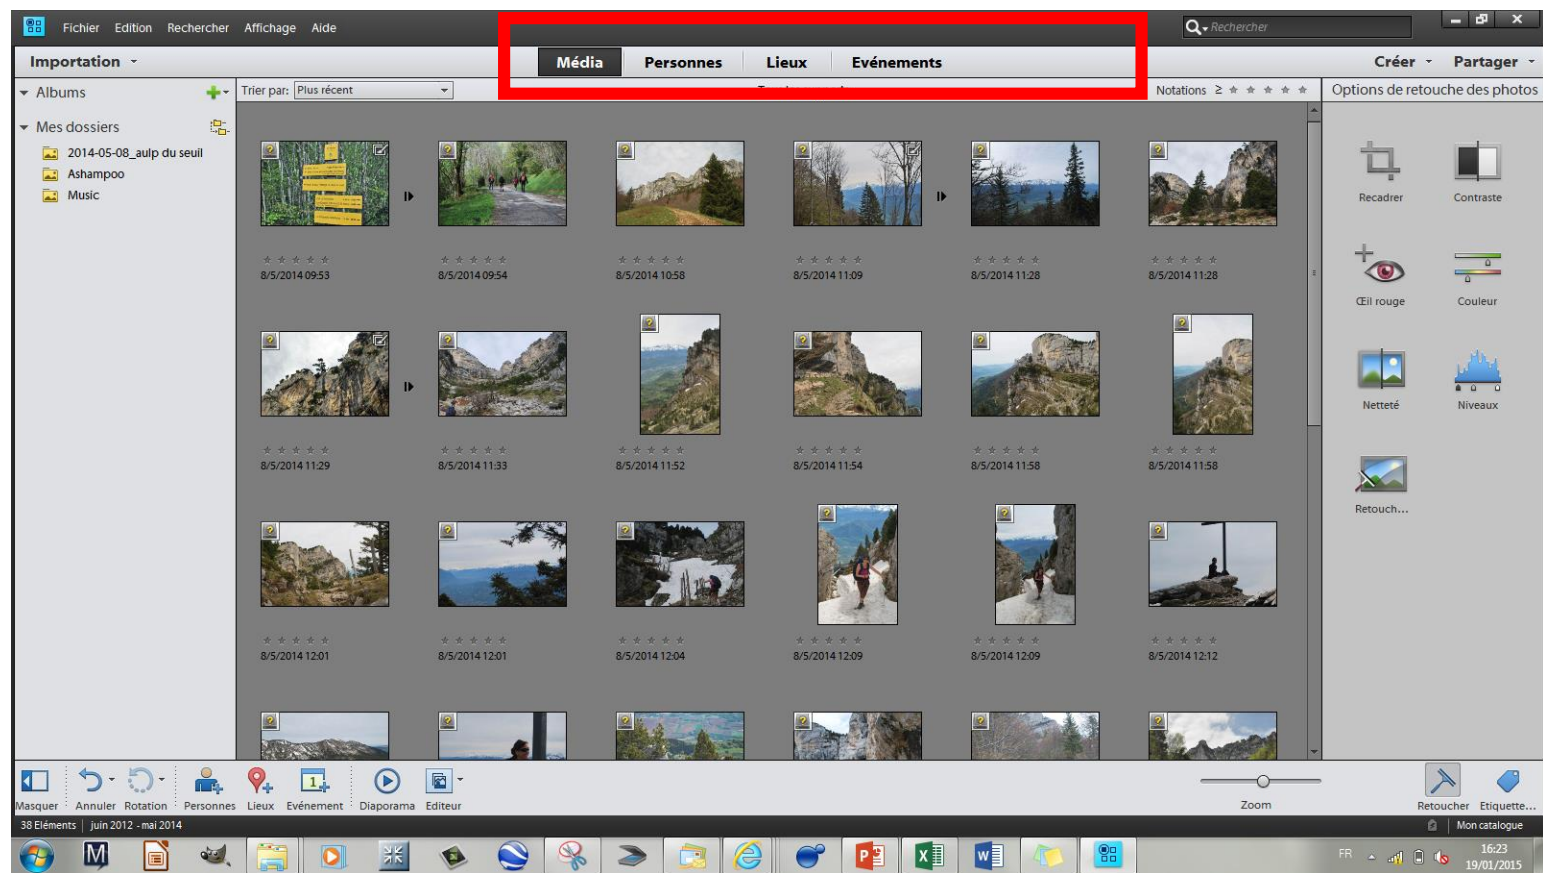 Fichier Edition Rechercher Affichage Aide
Rechercher
Importation
Média Personnes Lieux Evénements
Créer Partager
Albums
Trier par: Plus récent
Notations ≥
Options de retouche des photos
Mes dossiers
2014-05-08_aulp du seuil
Ashampoo
Music
8/5/2014 09:53 8/5/2014 09:54 8/5/2014 10:58 8/5/2014 11:09 8/5/2014 11:28 8/5/2014 11:28
8/5/2014 11:29 8/5/2014 11:33 8/5/2014 11:52 8/5/2014 11:54 8/5/2014 11:58 8/5/2014 11:58
8/5/2014 12:01 8/5/2014 12:01 8/5/2014 12:04 8/5/2014 12:09 8/5/2014 12:09 8/5/2014 12:12
Recadrer Contraste
Œil rouge Couleur
Netteté Niveaux
Retouch...
Masquer Annuler Rotation Personnes Lieux Evénement Diaporama Editeur
Zoom
Retoucher Etiquette...
38 Eléments | juin 2012 - mai 2014
Mon catalogue
FR
16:23
19/01/2015